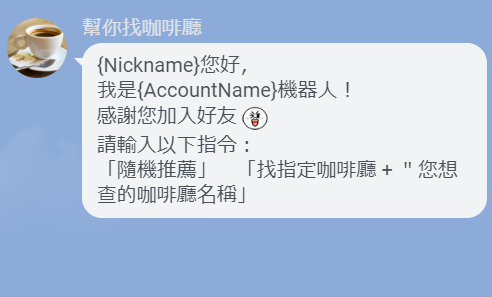 幫你找咖啡廳
{Nickname}您好,
我是{AccountName}機器人！
感謝您加入好友
請輸入以下指令：
「隨機推薦」 「找指定咖啡廳 + ＂您想
查的咖啡廳名稱」